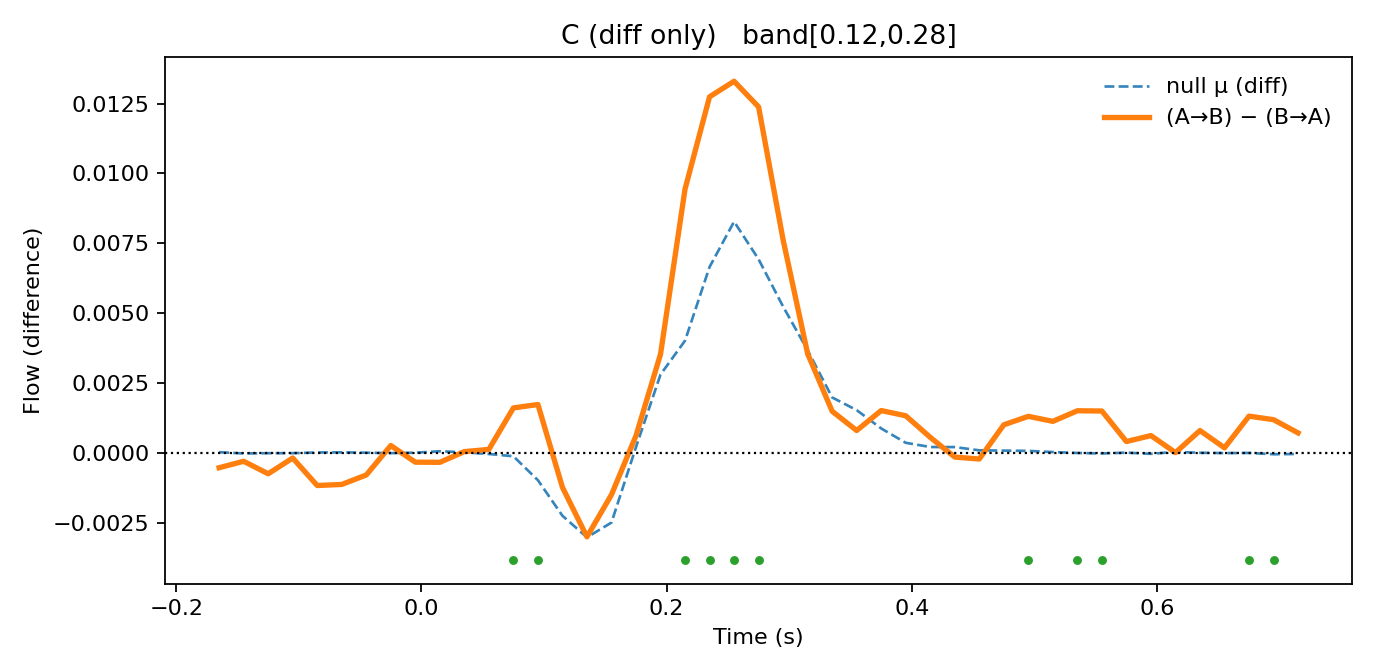 C (diff only)   band[0.12,0.28]
null μ (diff)
(A→B) − (B→A)
Flow (difference)
0.0125
0.0100
0.0075
0.0050
0.0025
0.0000
−0.0025
−0.2
0.0
0.2
0.4
0.6
Time (s)